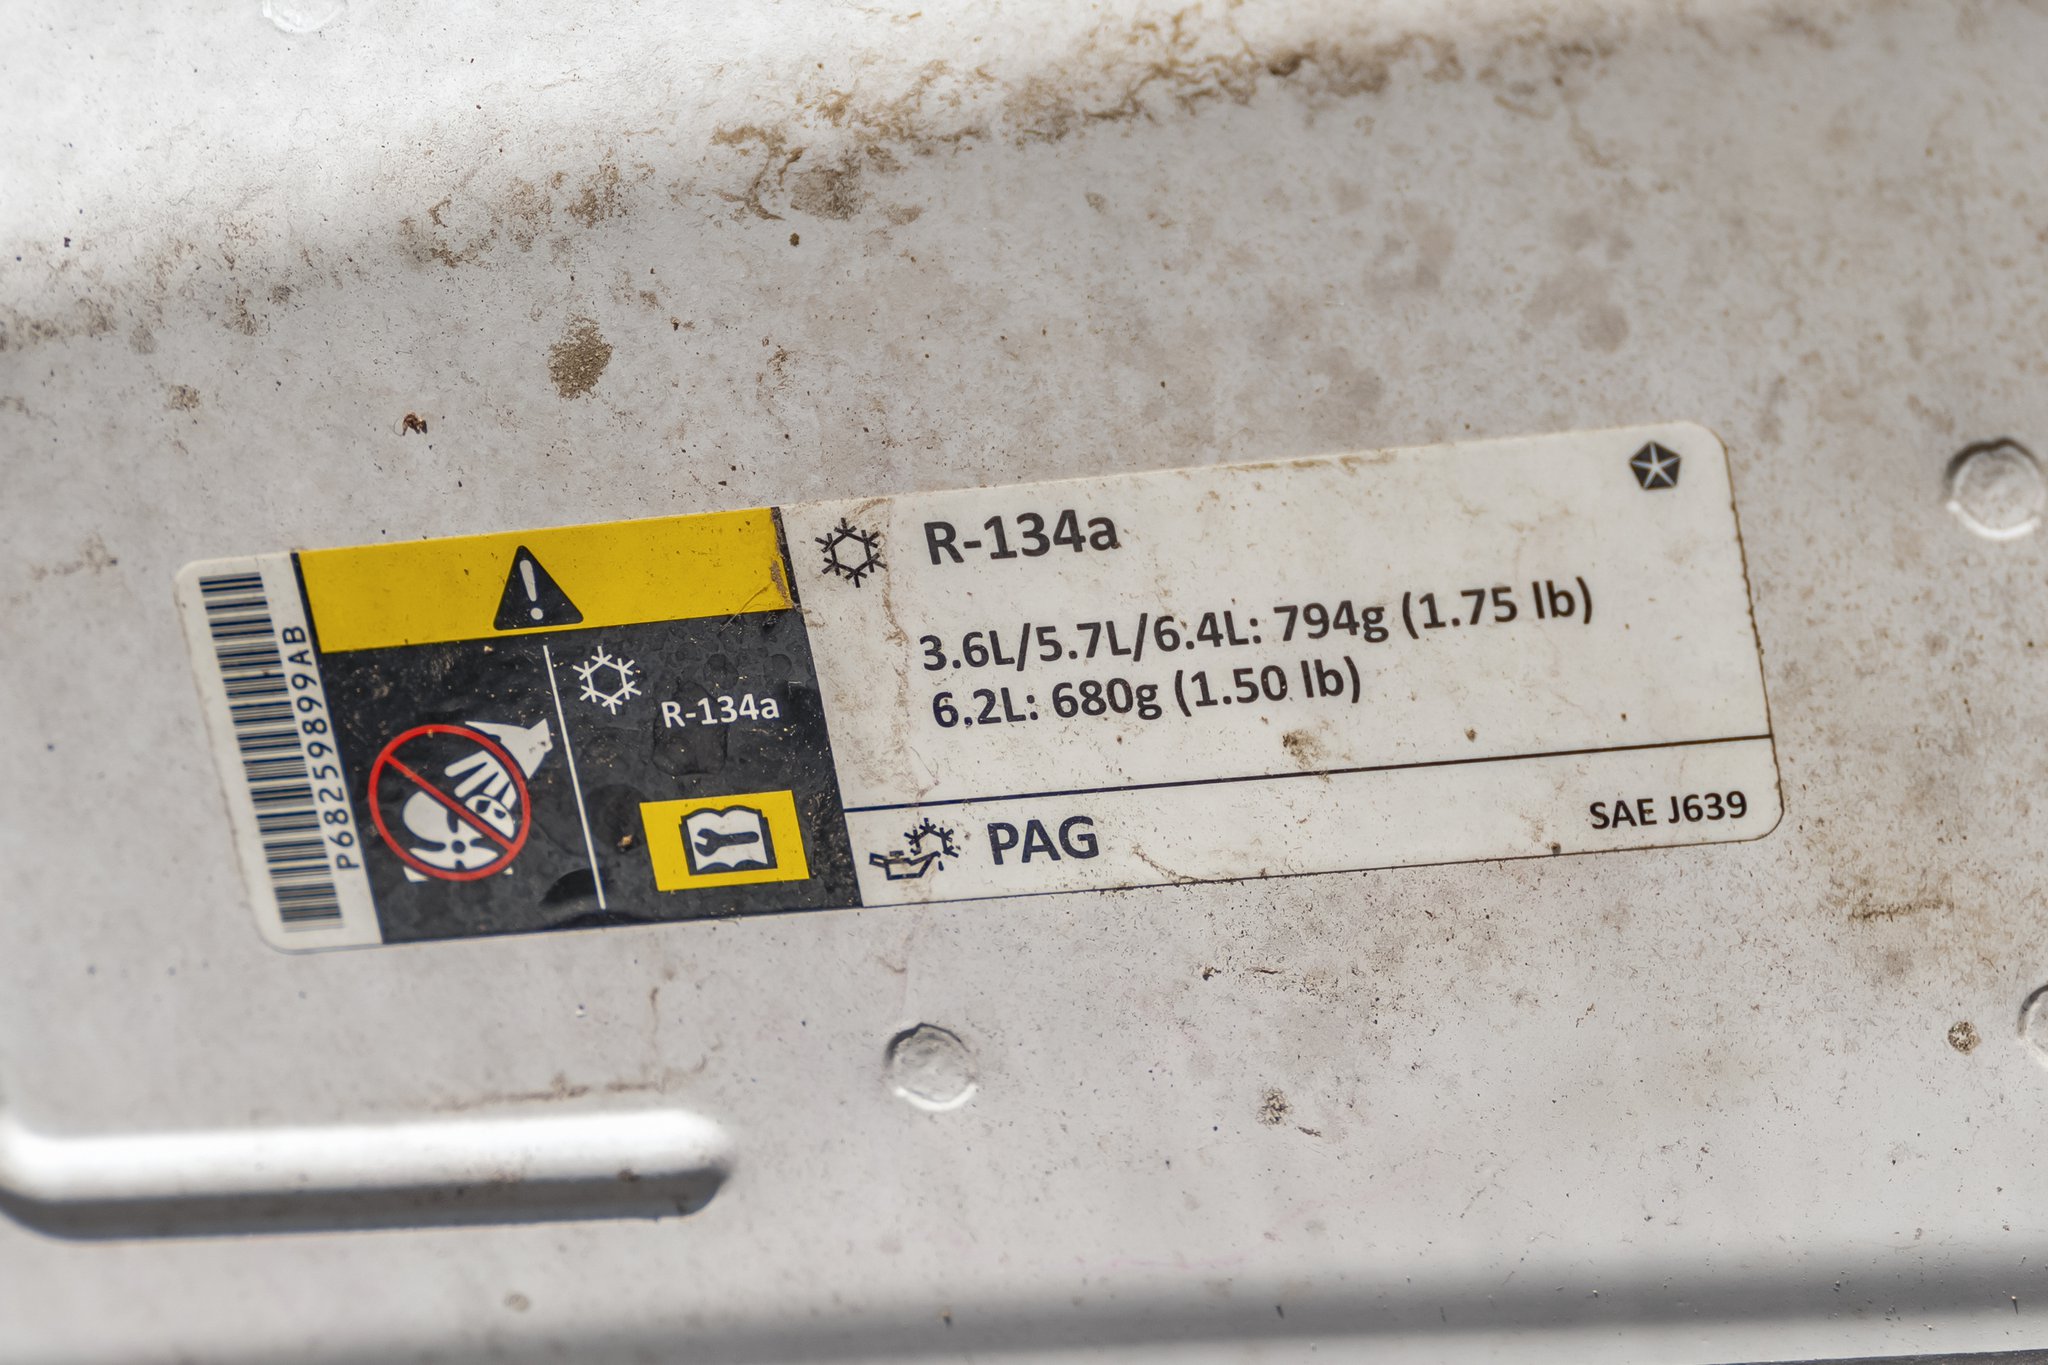 P68259899AB
R-134a
R-134a
3.6L/5.7L/6.4L: 794g (1.75 lb)
6.2L: 680g (1.50 lb)
PAG
SAE J639